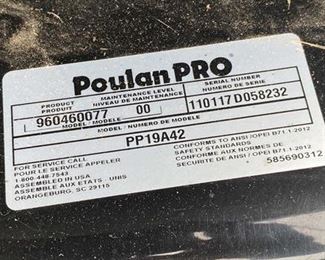 Poulan PRO
PRODUCT MAINTENANCE LEVEL SERIAL NUMBER
PRODUIT NIVEAU DE MAINTENANCE NUMERO DE SERIE
960460077 00 110117D058232
MODEL - MODELE MODEL NUMBER - NUMERO DE MODELE
PP19A42
FOR SERVICE CALL
POUR LE SERVICE APPELER
1-800-448-7543
ASSEMBLED IN USA
ASSEMBLE AUX ETATS - UNIS
ORANGEBURG, SC 29115
CONFORMS TO ANSI / OPEI B71.1-2012
SAFETY STANDARDS
CONFORME AUX NORMES
SECURITE DE ANSI / OPEI B71.1-2012
585690312